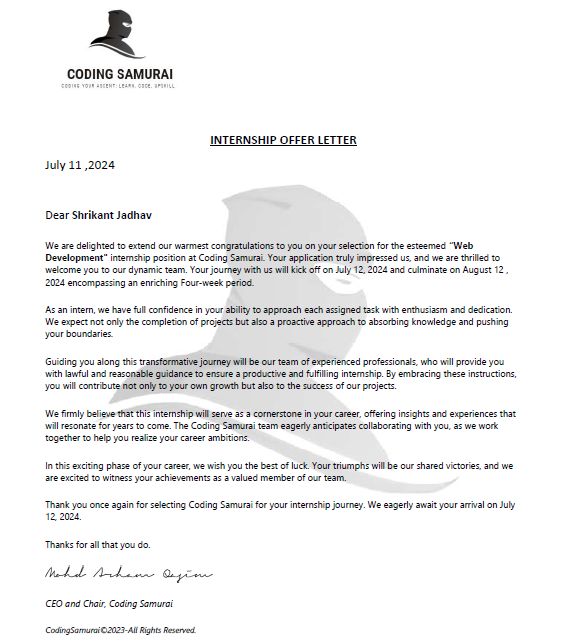 CODING SAMURAI
CODING YOUR ASCENT: LEARN, CODE, UPSKILL
INTERNSHIP OFFER LETTER
July 11 ,2024
Dear Shrikant Jadhav
We are delighted to extend our warmest congratulations to you on your selection for the esteemed “Web
Development” internship position at Coding Samurai. Your application truly impressed us, and we are thrilled to
welcome you to our dynamic team. Your journey with us will kick off on July 12, 2024 and culminate on August 12 ,
2024 encompassing an enriching Four-week period.
As an intern, we have full confidence in your ability to approach each assigned task with enthusiasm and dedication.
We expect not only the completion of projects but also a proactive approach to absorbing knowledge and pushing
your boundaries.
Guiding you along this transformative journey will be our team of experienced professionals, who will provide you
with lawful and reasonable guidance to ensure a productive and fulfilling internship. By embracing these instructions,
you will contribute not only to your own growth but also to the success of our projects.
We firmly believe that this internship will serve as a cornerstone in your career, offering insights and experiences that
will resonate for years to come. The Coding Samurai team eagerly anticipates collaborating with you, as we work
together to help you realize your career ambitions.
In this exciting phase of your career, we wish you the best of luck. Your triumphs will be our shared victories, and we
are excited to witness your achievements as a valued member of our team.
Thank you once again for selecting Coding Samurai for your internship journey. We eagerly await your arrival on July
12, 2024.
Thanks for all that you do.
Mohd Arham
CEO and Chair, Coding Samurai
CodingSamurai©2023-All Rights Reserved.